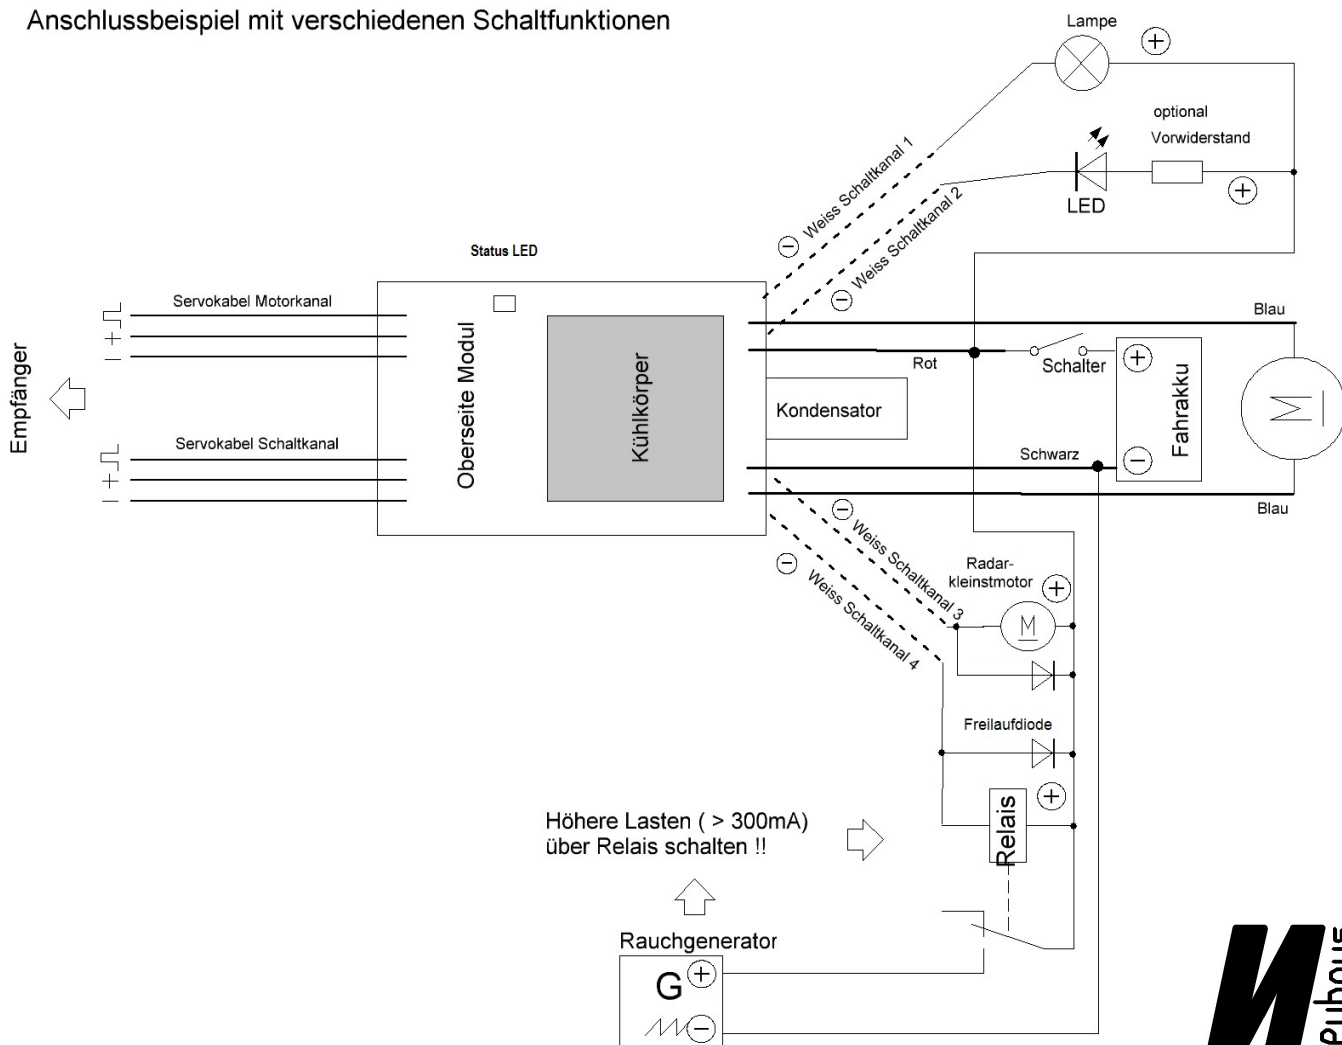 Anschlussbeispiel mit verschiedenen Schaltfunktionen
Lampe
+
optional
Vorwiderstand
+
LED
Weiss Schaltkanal 1
−
Weiss Schaltkanal 2
−
Status LED
Servokabel Motorkanal
+
−
Empfänger
Servokabel Schaltkanal
+
−
Oberseite Modul
Kühlkörper
Blau
Rot
Schalter
+
Kondensator
Fahrakku
M
Schwarz
−
Blau
−
Weiss Schaltkanal 3
−
Weiss Schaltkanal 4
Radar-
kleinstmotor
+
M
Freilaufdiode
+
Relais
Höhere Lasten ( > 300mA)
über Relais schalten !!
Rauchgenerator
G +
−